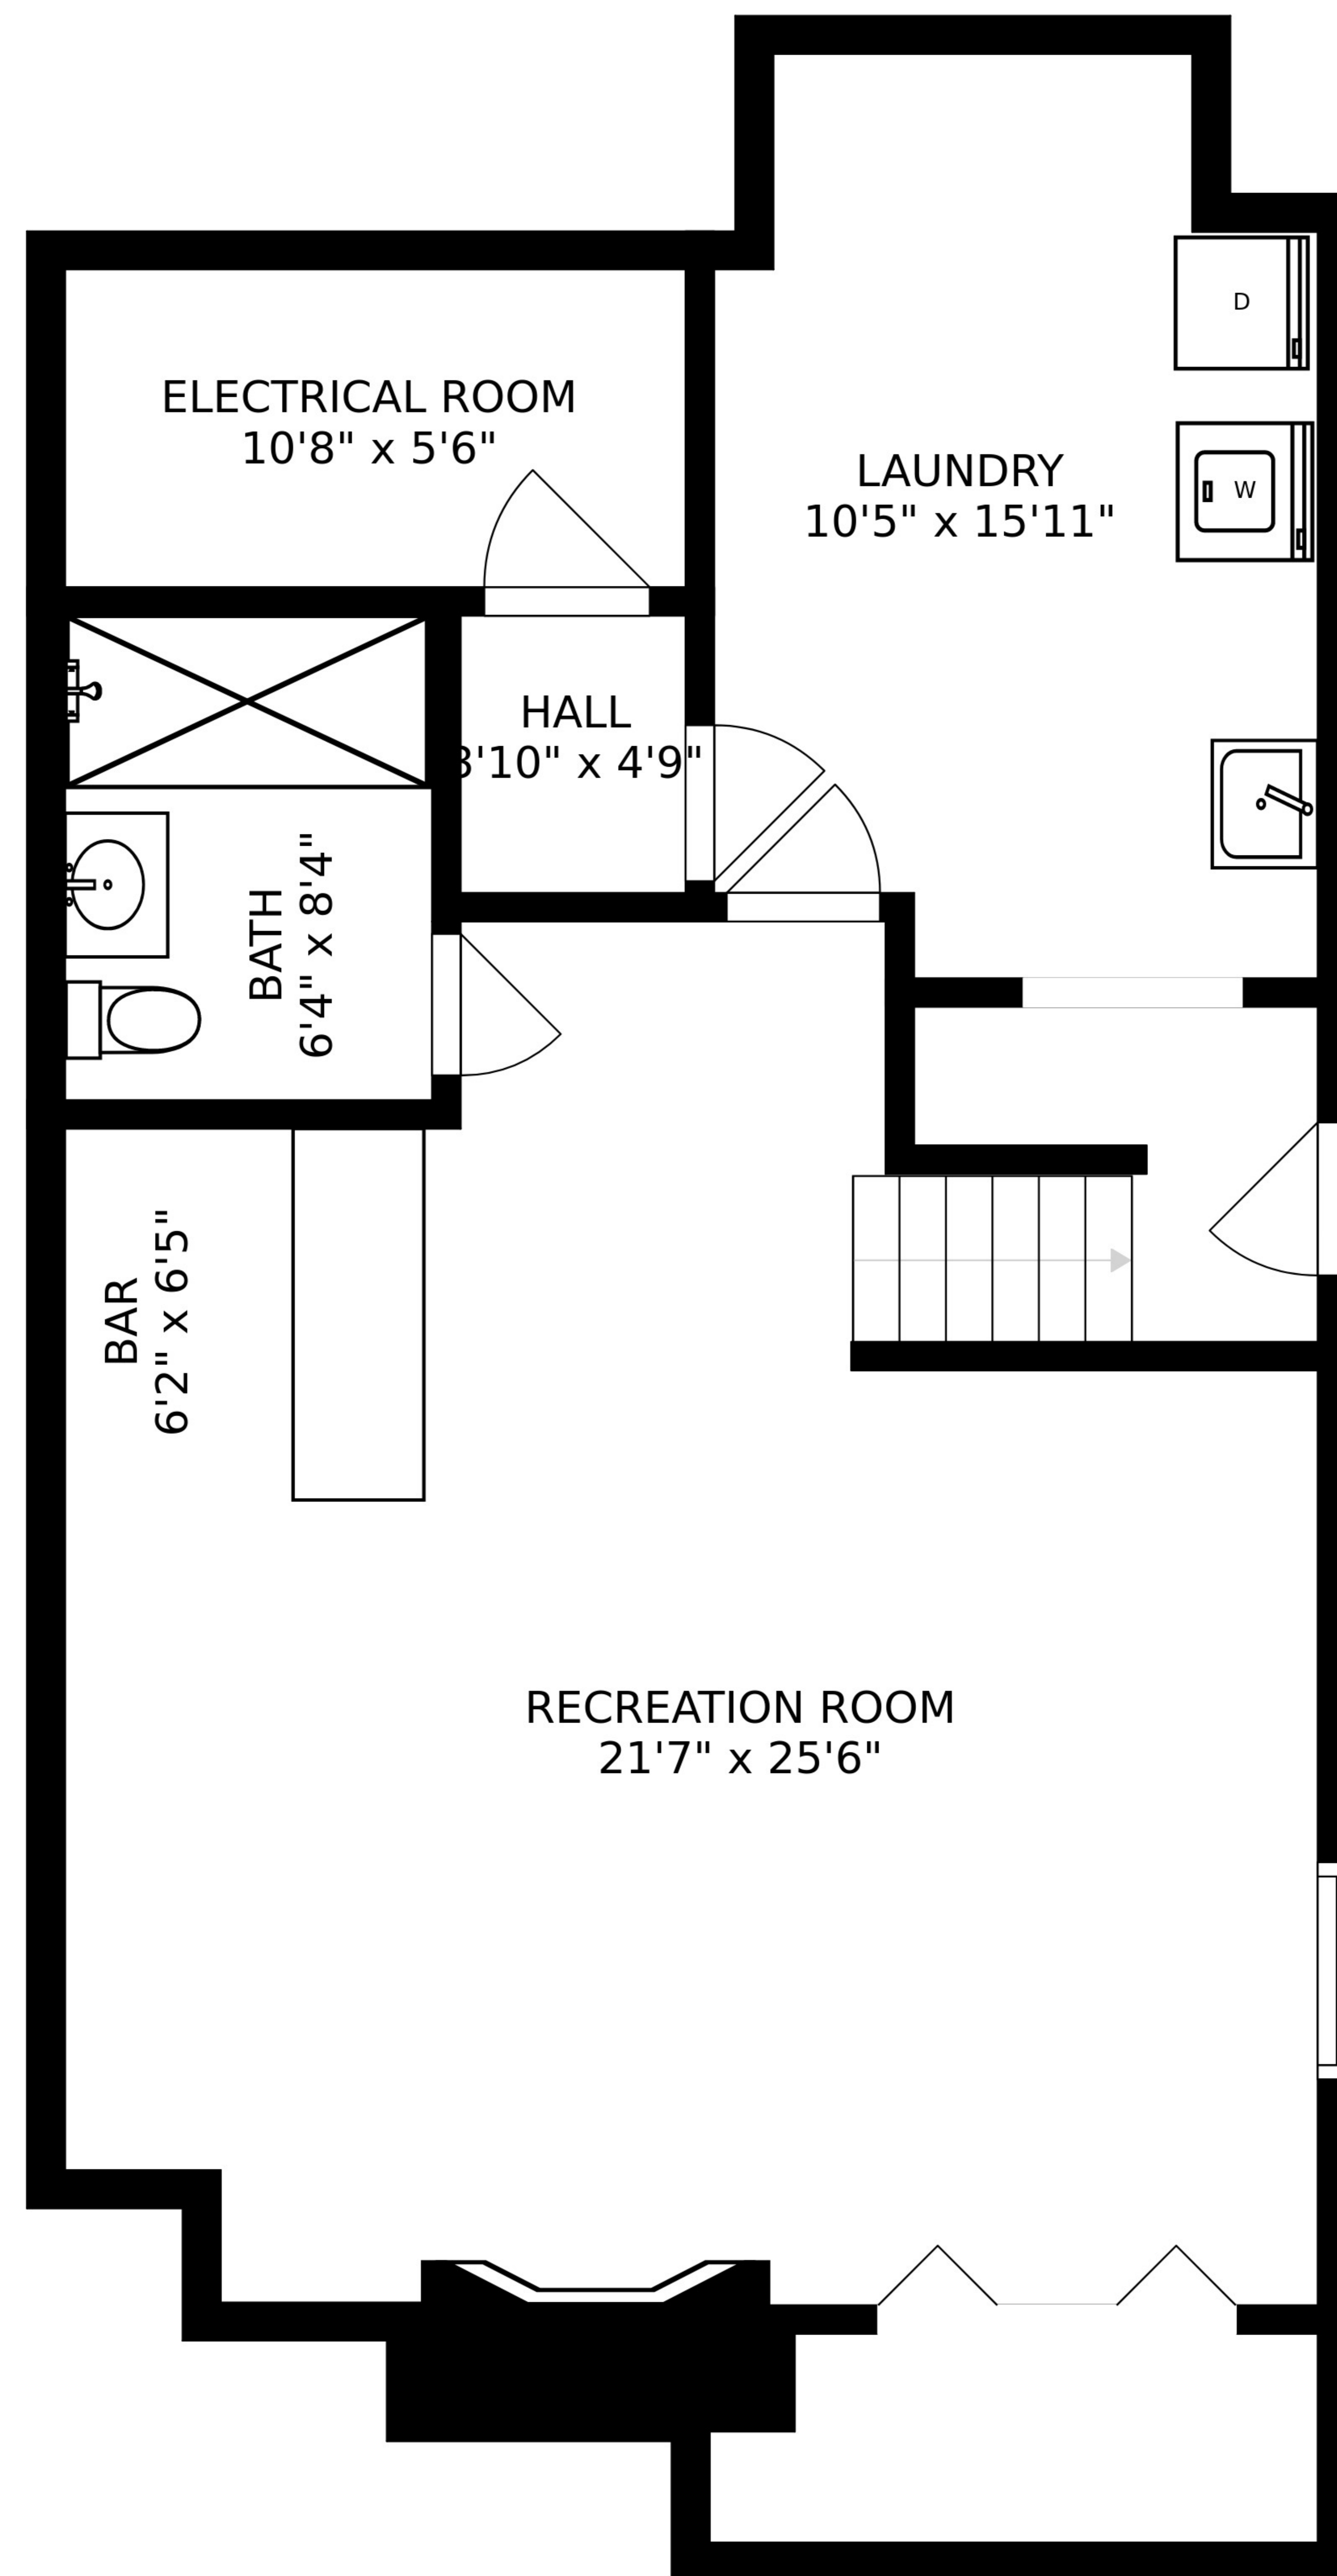 D
ELECTRICAL ROOM
10'8" x 5'6"
LAUNDRY
10'5" x 15'11"
W
HALL
3'10" x 4'9"
BATH
6'4" x 8'4"
BAR
6'2" x 6'5"
RECREATION ROOM
21'7" x 25'6"